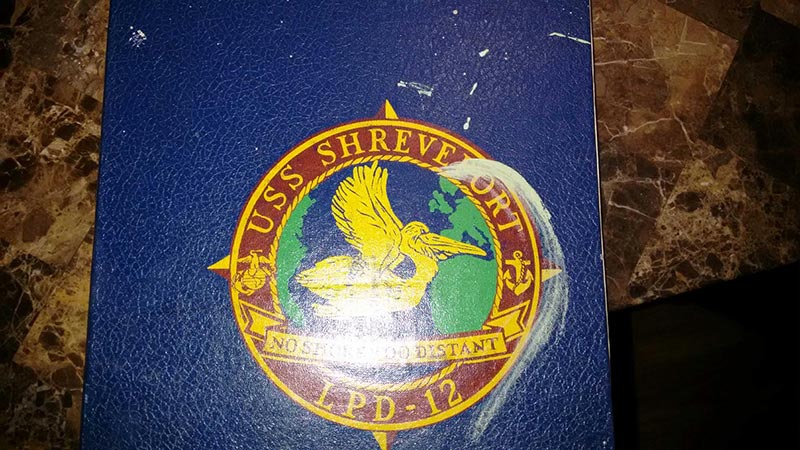 USS SHREVEPORT
NO SHORE TOO DISTANT
LPD-12